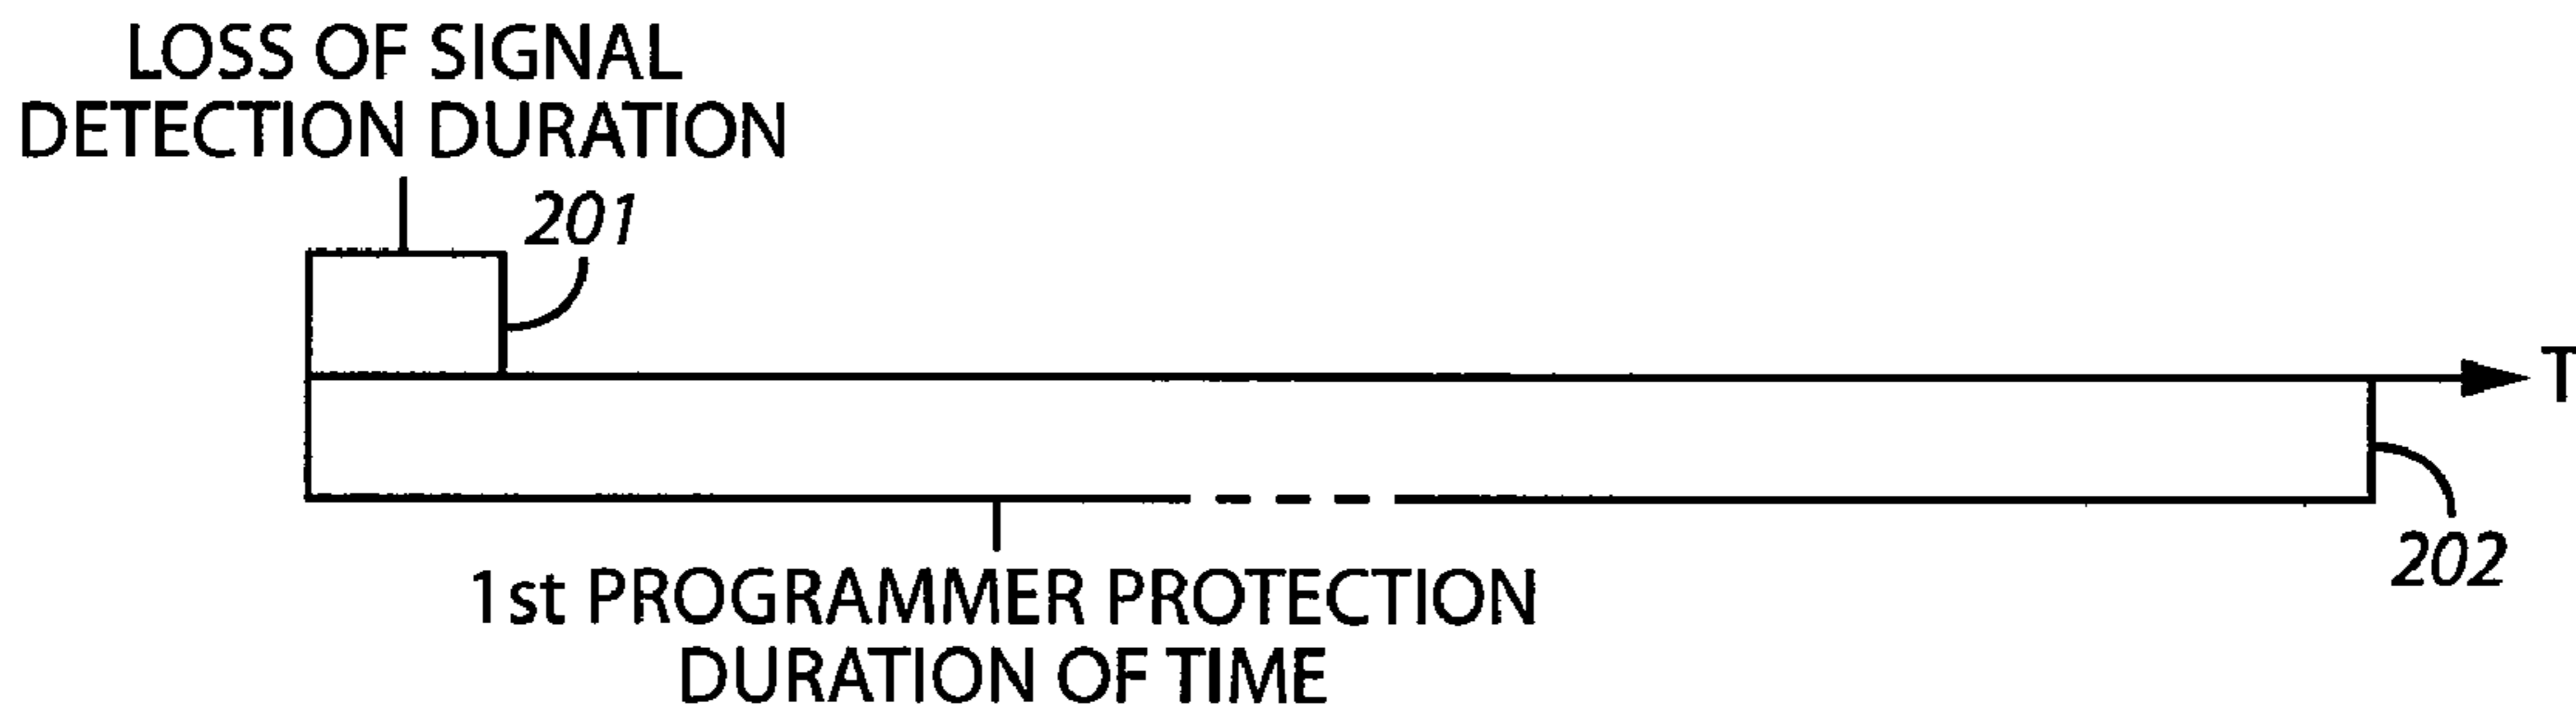 LOSS OF SIGNAL
DETECTION DURATION
201
T
202
1st PROGRAMMER PROTECTION
DURATION OF TIME